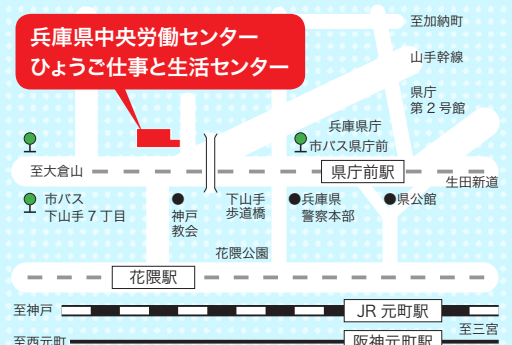 兵庫県中央労働センター
ひょうご仕事と生活センター
至加納町
山手幹線
県庁
第2号館
兵庫県庁
市バス県庁前
至大倉山
県庁前駅
生田新道
市バス
下山手7丁目
神戸
教会
下山手
歩道橋
兵庫県
警察本部
県公館
花隈公園
花隈駅
至神戸
JR 元町駅
至三宮
至西元町
阪神元町駅